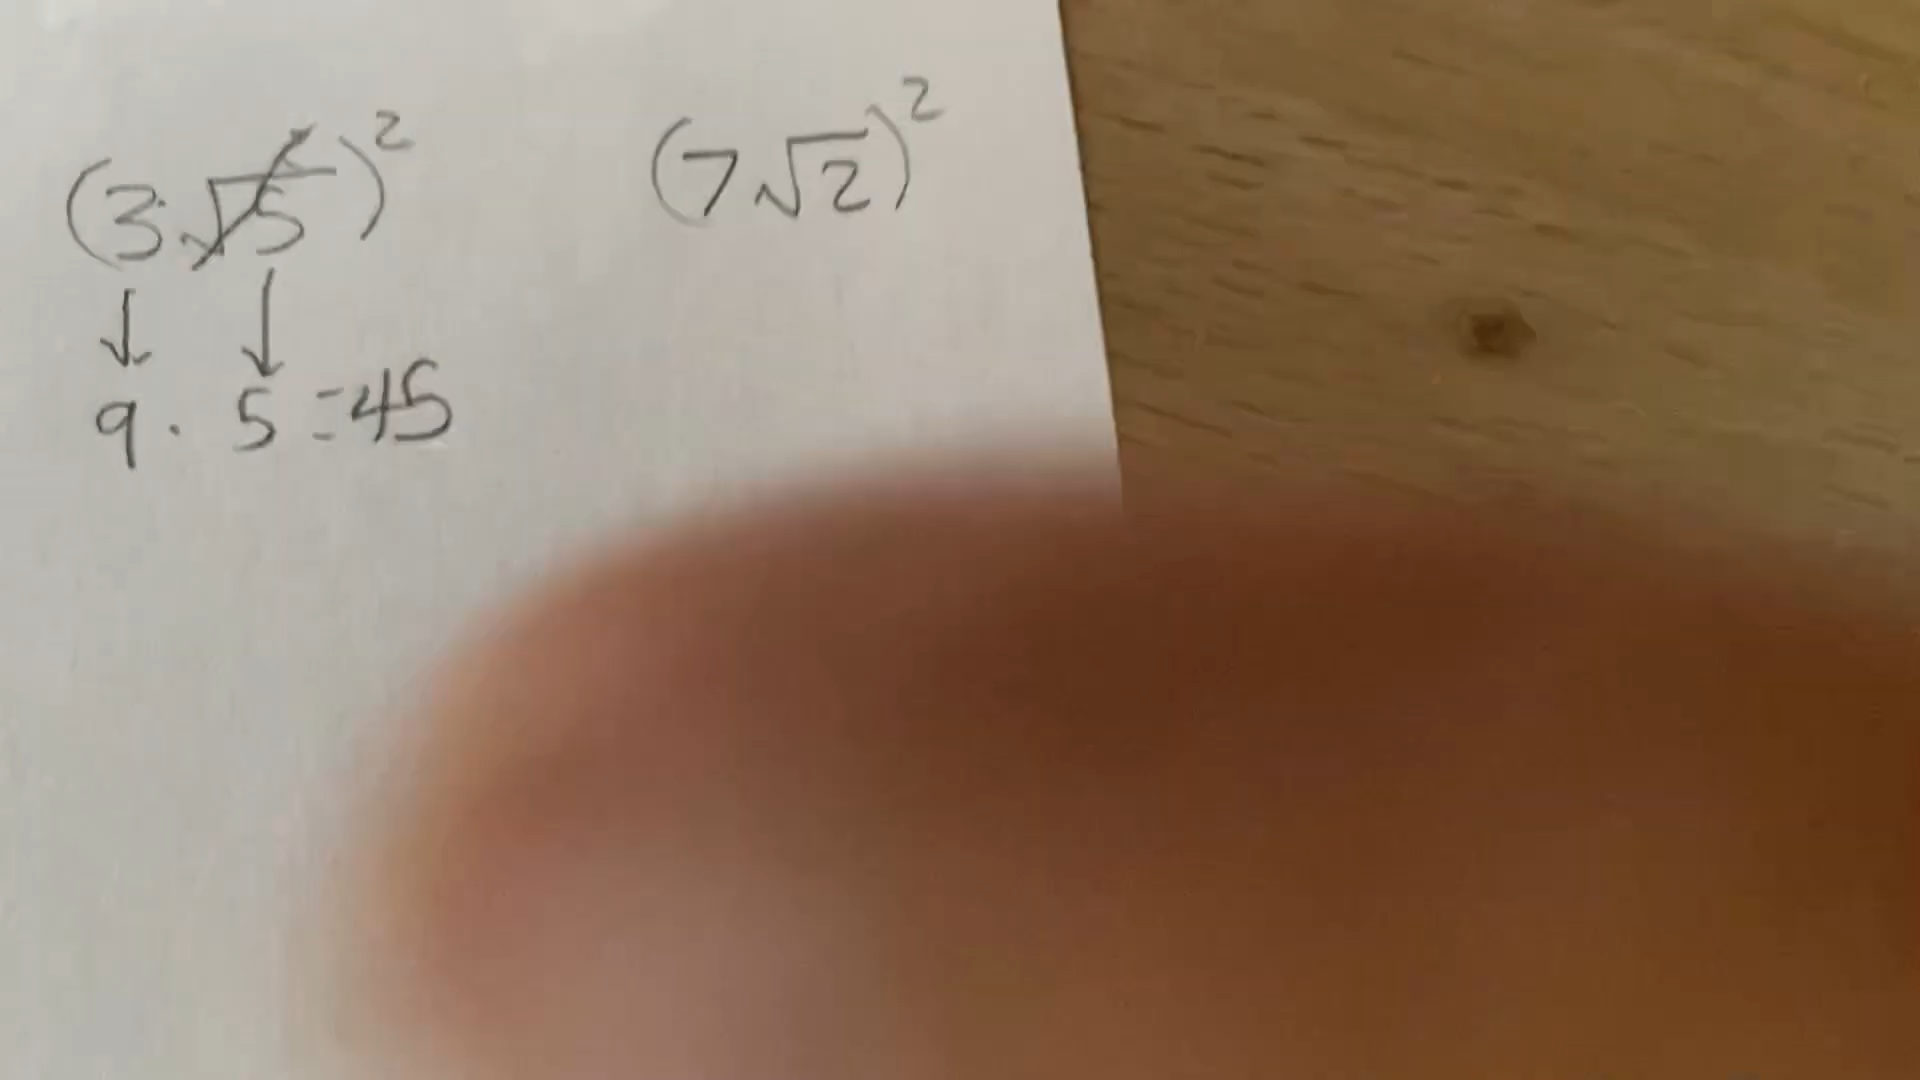 (3·√5)² (7√2)²
↓ ↓
9 · 5 = 45